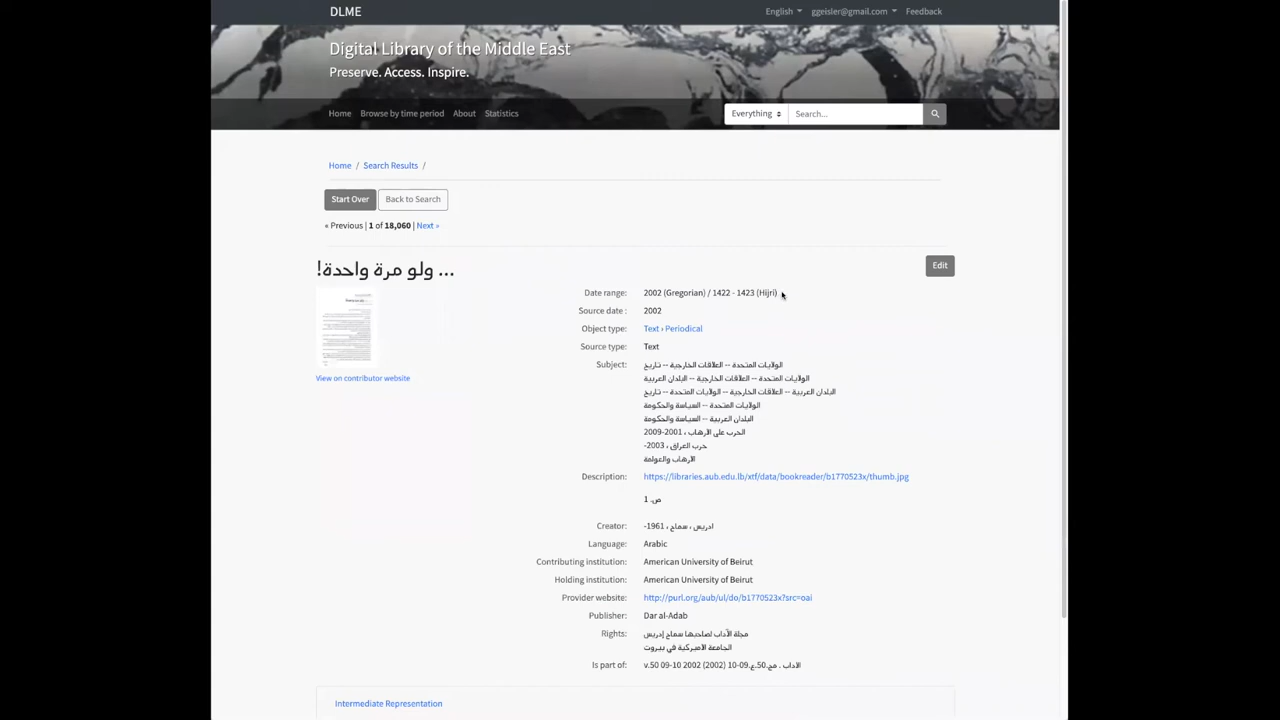 DLME
English
ggeisler@gmail.com
Feedback
Digital Library of the Middle East
Preserve. Access. Inspire.
Home
Browse by time period
About
Statistics
Everything
Search...
Home / Search Results /
Start Over
Back to Search
« Previous | 1 of 18,060 | Next »
... ولو مرة واحدة!
Edit
View on contributor website
Date range: 2002 (Gregorian) / 1422 - 1423 (Hijri)
Source date : 2002
Object type: Text › Periodical
Source type: Text
Subject: الولايات المتحدة -- العلاقات الخارجية -- تاريخ
الولايات المتحدة -- العلاقات الخارجية -- البلدان العربية
البلدان العربية -- العلاقات الخارجية -- الولايات المتحدة -- تاريخ
الولايات المتحدة -- السياسة والحكومة
البلدان العربية -- السياسة والحكومة
الحرب على الأرهاب ، 2001-2009
حرب العراق ، 2003-
الأرهاب والعولمة
Description: https://libraries.aub.edu.lb/xtf/data/bookreader/b1770523x/thumb.jpg
ص. 1
Creator: ادريس ، سماح ، 1961-
Language: Arabic
Contributing institution: American University of Beirut
Holding institution: American University of Beirut
Provider website: http://purl.org/aub/ul/do/b1770523x?src=oai
Publisher: Dar al-Adab
Rights: مجلة الآداب لصاحبها سماح إدريس
الجامعة الأميركية في بيروت
Is part of: الآداب . مج.50،ع.09-10 (2002) v.50 09-10 2002
Intermediate Representation